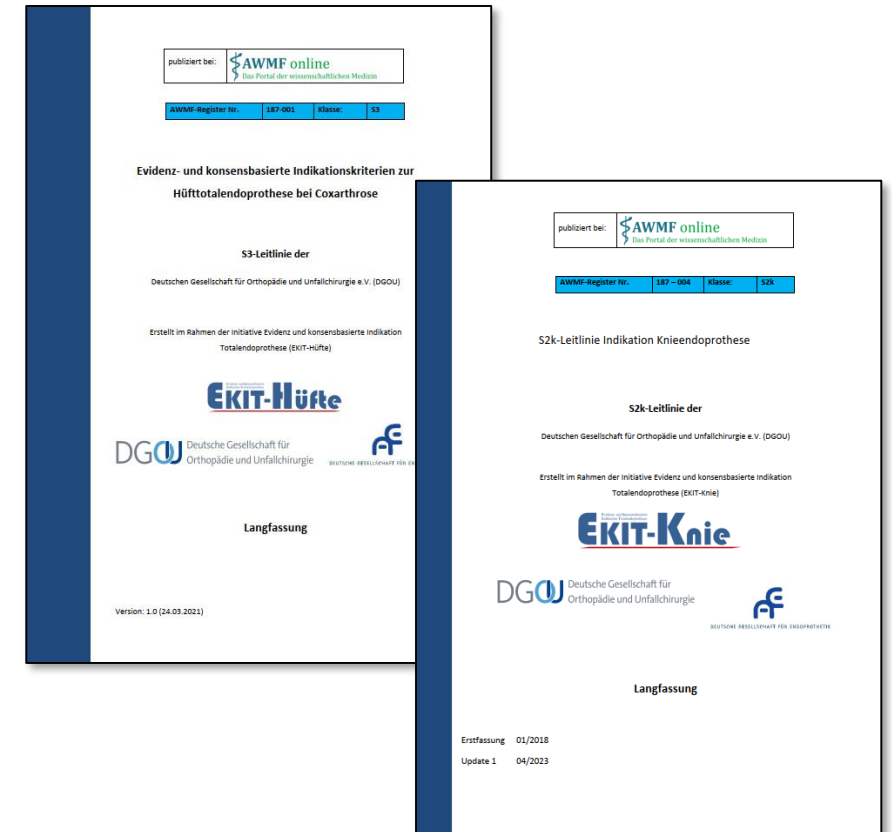 publiziert bei:
AWMF online
Das Portal der wissenschaftlichen Medizin
AWMF-Register Nr. 187-001 Klasse: S3
Evidenz- und konsensbasierte Indikationskriterien zur
Hüfttotalendoprothese bei Coxarthrose
S3-Leitlinie der
Deutschen Gesellschaft für Orthopädie und Unfallchirurgie e.V. (DGOU)
Erstellt im Rahmen der Initiative Evidenz und konsensbasierte Indikation
Totalendoprothese (EKIT-Hüfte)
EKIT-Hüfte
DGOU Deutsche Gesellschaft für
Orthopädie und Unfallchirurgie
DEUTSCHE GESELLSCHAFT FÜR
Langfassung
Version: 1.0 (24.03.2021)
publiziert bei:
AWMF online
Das Portal der wissenschaftlichen Medizin
AWMF-Register Nr. 187 – 004 Klasse: S2k
S2k-Leitlinie Indikation Knieendoprothese
S2k-Leitlinie der
Deutschen Gesellschaft für Orthopädie und Unfallchirurgie e.V. (DGOU)
Erstellt im Rahmen der Initiative Evidenz und konsensbasierte Indikation
Totalendoprothese (EKIT-Knie)
EKIT-Knie
DGOU Deutsche Gesellschaft für
Orthopädie und Unfallchirurgie
DEUTSCHE GESELLSCHAFT FÜR ENDOPROTHETIK
Langfassung
Erstfassung 01/2018
Update 1 04/2023